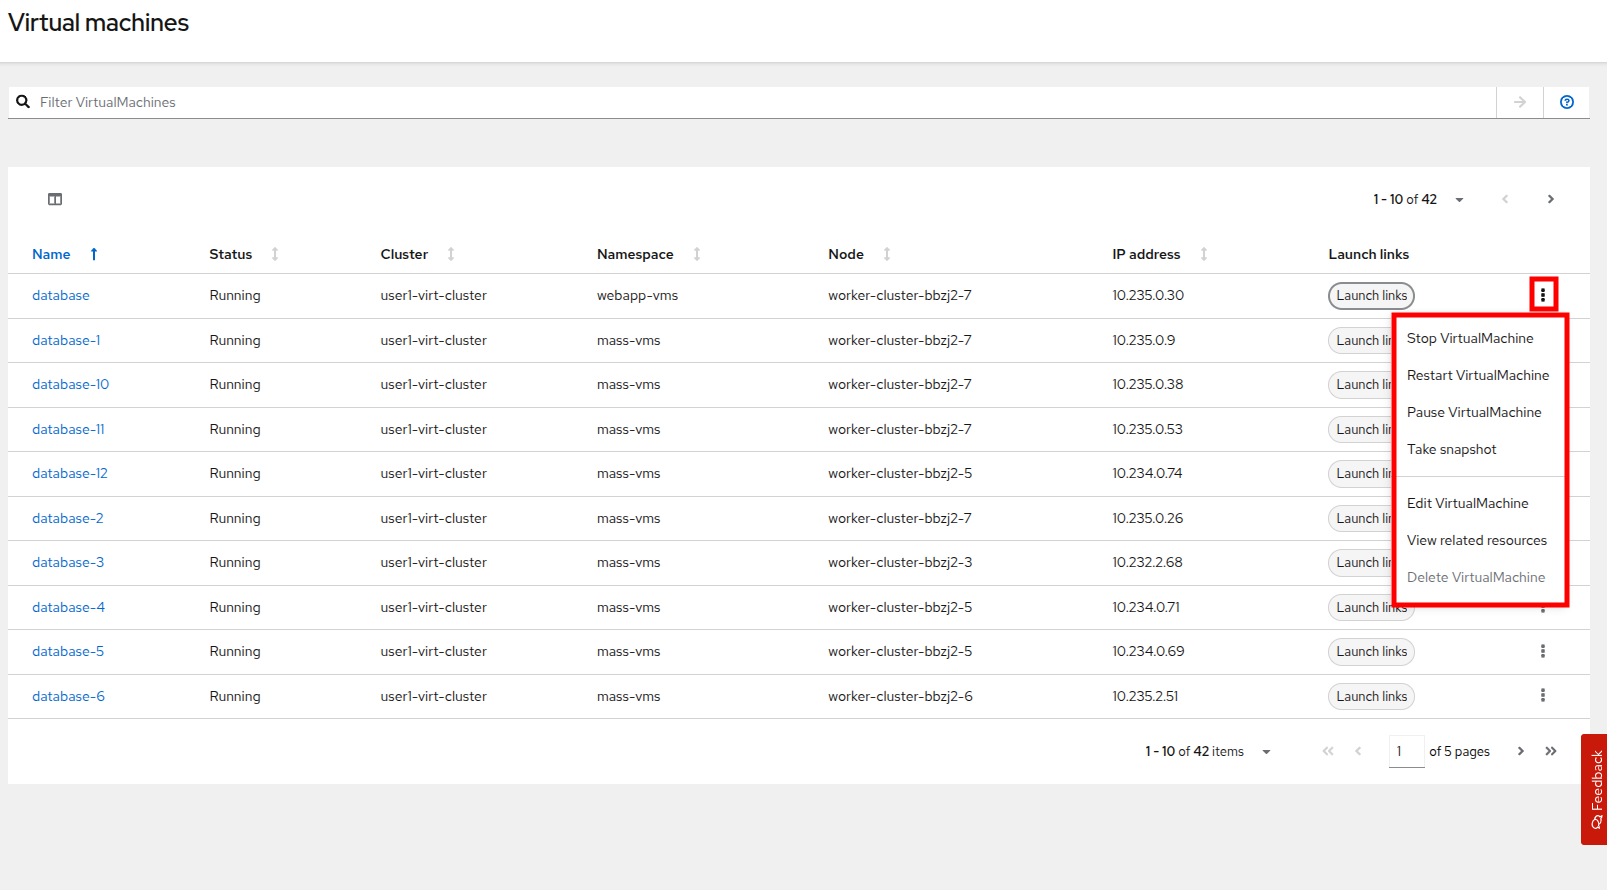 Virtual machines
Filter VirtualMachines
1 - 10 of 42
Name Status Cluster Namespace Node IP address Launch links
database Running user1-virt-cluster webapp-vms worker-cluster-bbzj2-7 10.235.0.30 Launch links
database-1 Running user1-virt-cluster mass-vms worker-cluster-bbzj2-7 10.235.0.9 Launch lin
database-10 Running user1-virt-cluster mass-vms worker-cluster-bbzj2-7 10.235.0.38 Launch lin
database-11 Running user1-virt-cluster mass-vms worker-cluster-bbzj2-7 10.235.0.53 Launch lin
database-12 Running user1-virt-cluster mass-vms worker-cluster-bbzj2-5 10.234.0.74 Launch lin
database-2 Running user1-virt-cluster mass-vms worker-cluster-bbzj2-7 10.235.0.26 Launch lin
database-3 Running user1-virt-cluster mass-vms worker-cluster-bbzj2-3 10.232.2.68 Launch lin
database-4 Running user1-virt-cluster mass-vms worker-cluster-bbzj2-5 10.234.0.71 Launch links
database-5 Running user1-virt-cluster mass-vms worker-cluster-bbzj2-5 10.234.0.69 Launch links
database-6 Running user1-virt-cluster mass-vms worker-cluster-bbzj2-6 10.235.2.51 Launch links
Stop VirtualMachine
Restart VirtualMachine
Pause VirtualMachine
Take snapshot
Edit VirtualMachine
View related resources
Delete VirtualMachine
1 - 10 of 42 items 1 of 5 pages
Feedback